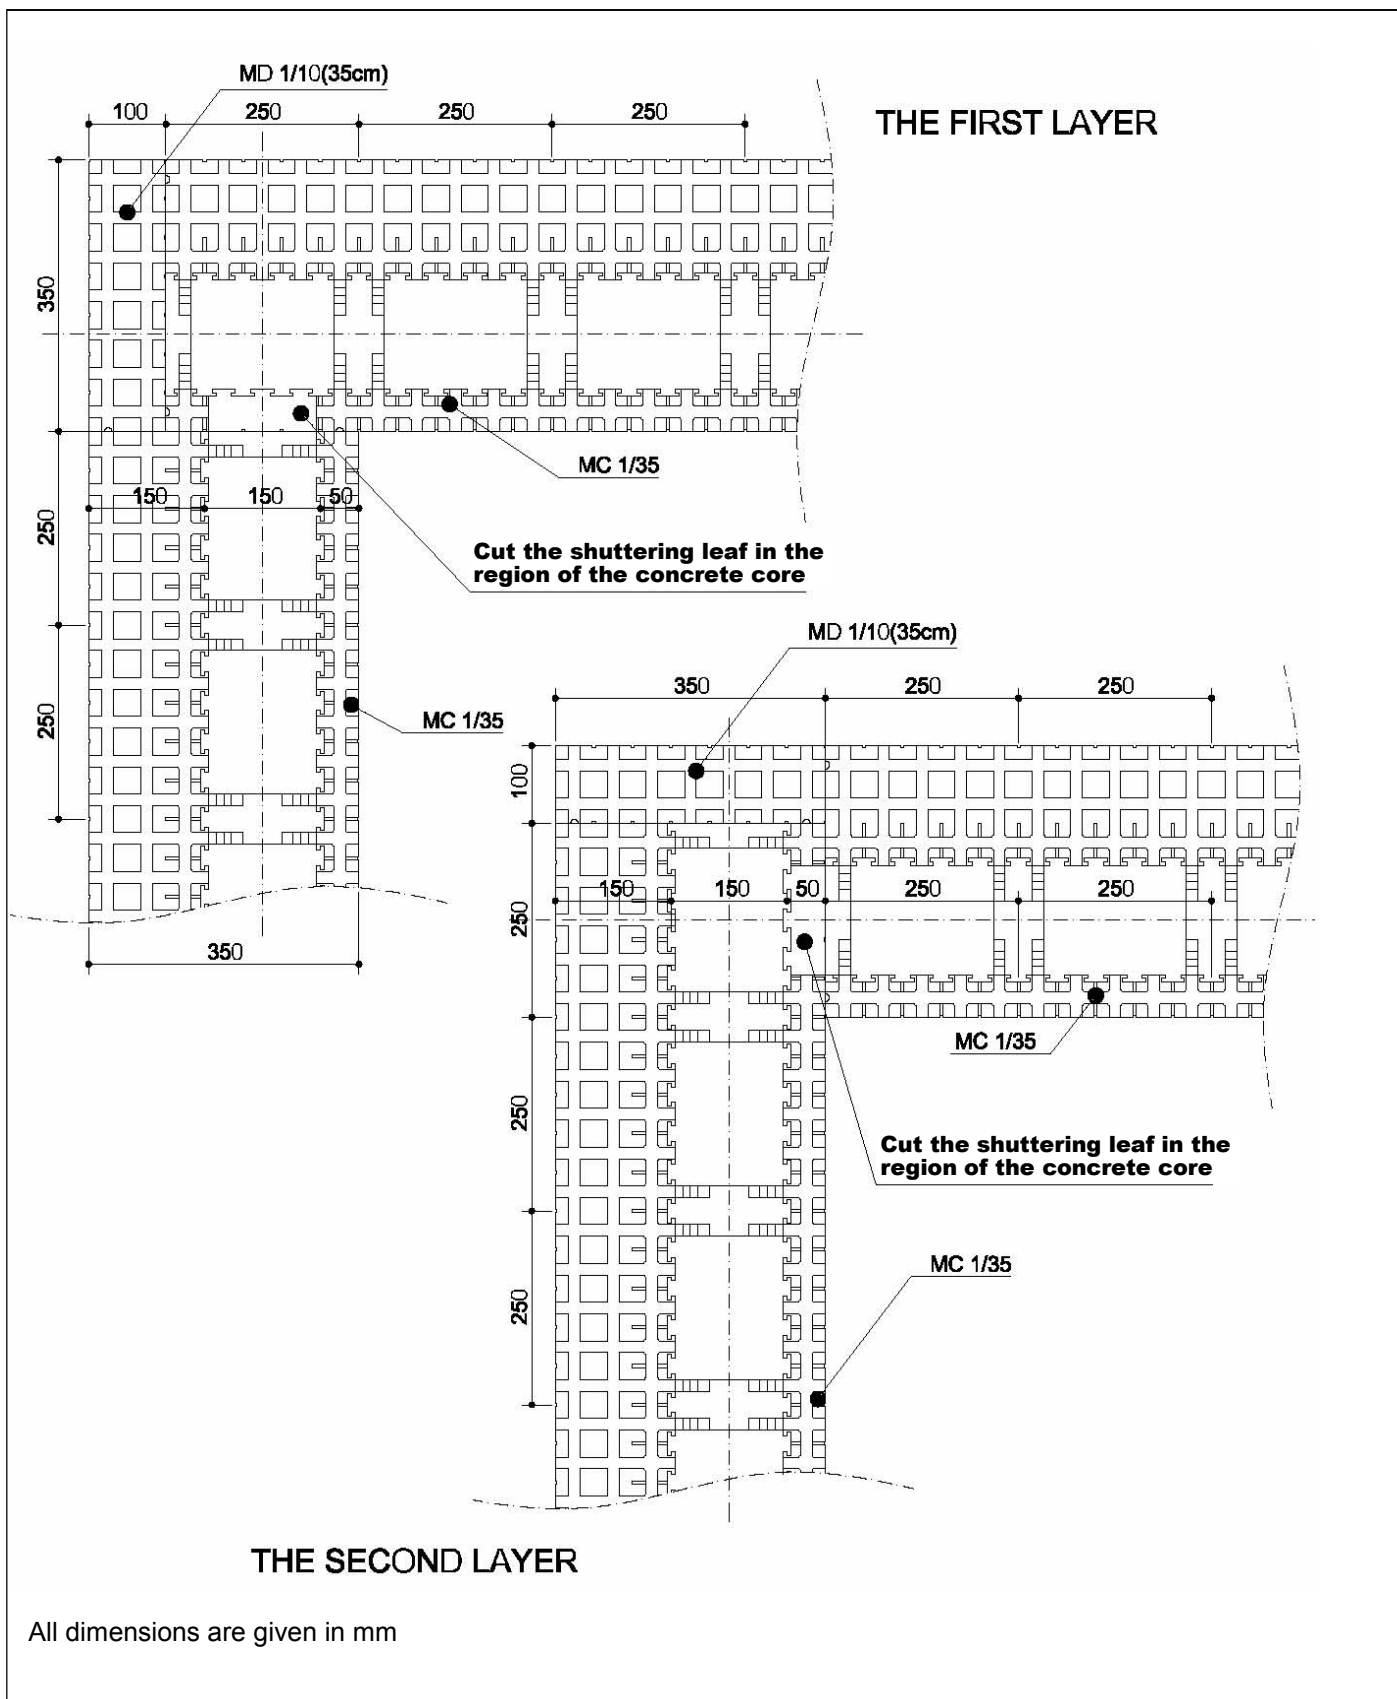 MD 1/10(35cm)
100
250
250
250
THE FIRST LAYER
350
MC 1/35
150
150
50
250
Cut the shuttering leaf in the
region of the concrete core
250
MC 1/35
350
MD 1/10(35cm)
350
250
250
100
150
150
50
250
250
250
MC 1/35
250
Cut the shuttering leaf in the
region of the concrete core
MC 1/35
250
THE SECOND LAYER
All dimensions are given in mm